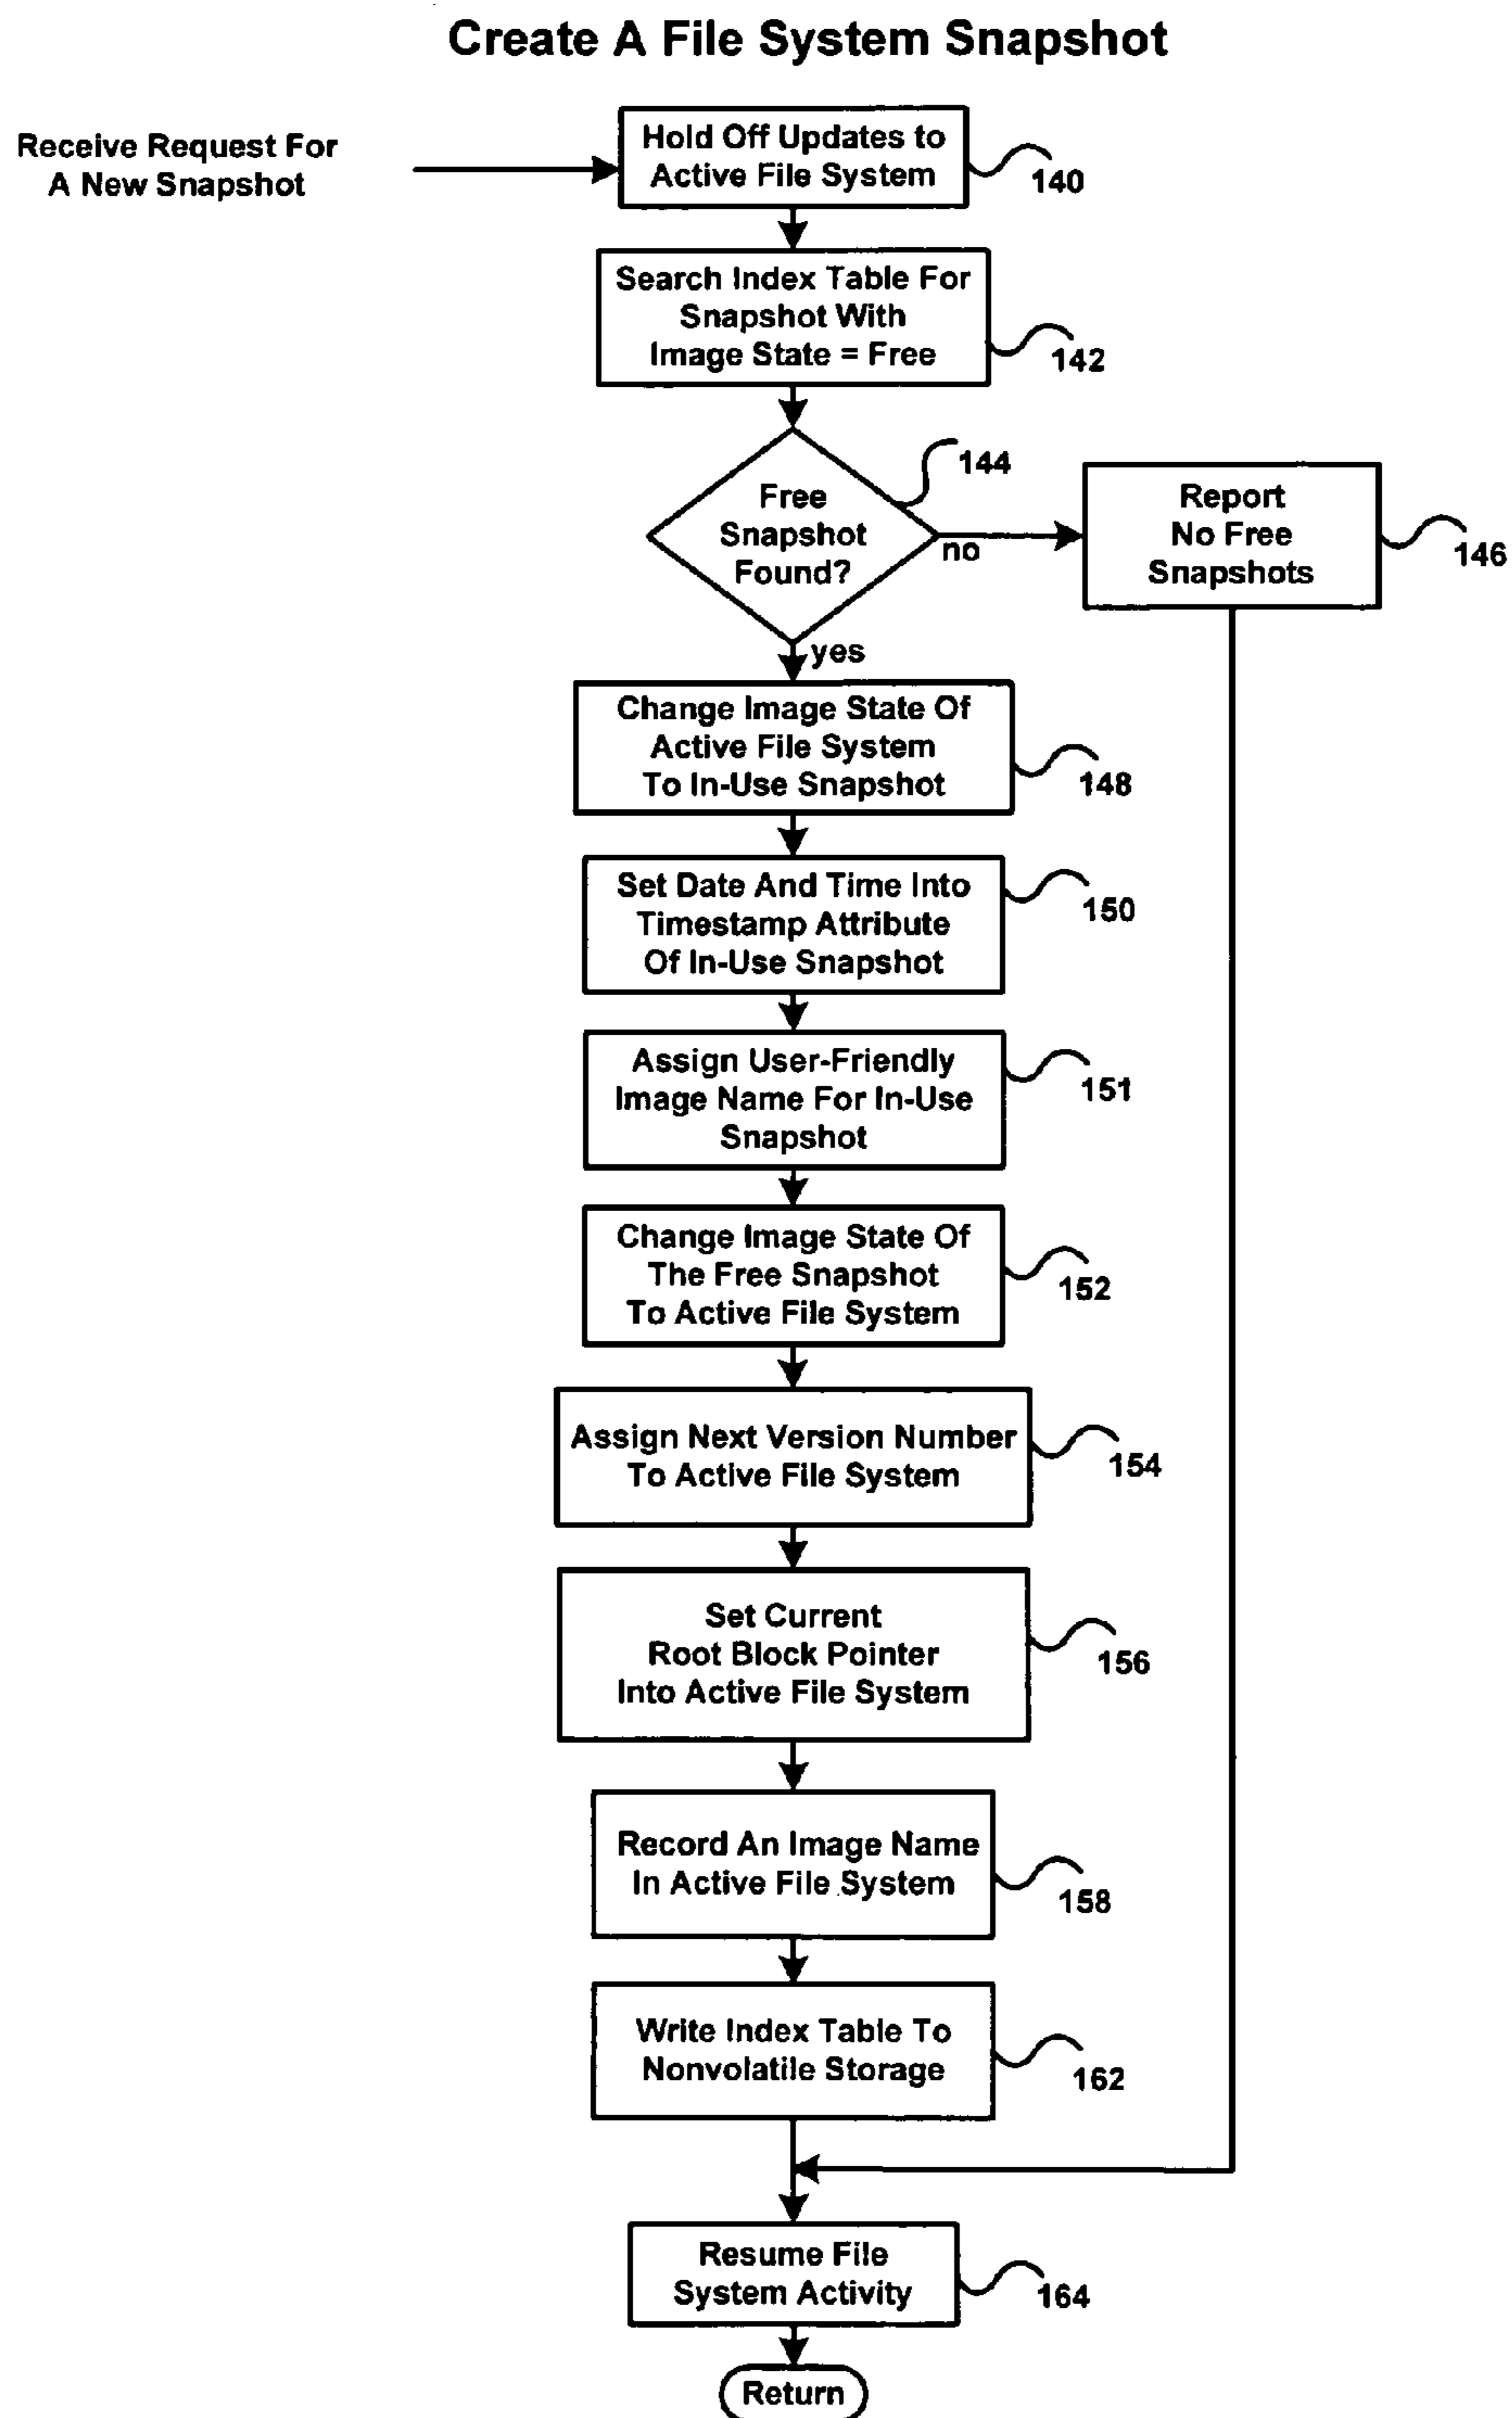 Create A File System Snapshot
Receive Request For
A New Snapshot
Hold Off Updates to
Active File System
140
Search Index Table For
Snapshot With
Image State = Free
142
144
Free
Snapshot
Found?
no
Report
No Free
Snapshots
146
yes
Change Image State Of
Active File System
To In-Use Snapshot
148
Set Date And Time Into
Timestamp Attribute
Of In-Use Snapshot
150
Assign User-Friendly
Image Name For In-Use
Snapshot
151
Change Image State Of
The Free Snapshot
To Active File System
152
Assign Next Version Number
To Active File System
154
Set Current
Root Block Pointer
Into Active File System
156
Record An Image Name
In Active File System
158
Write Index Table To
Nonvolatile Storage
162
Resume File
System Activity
164
Return